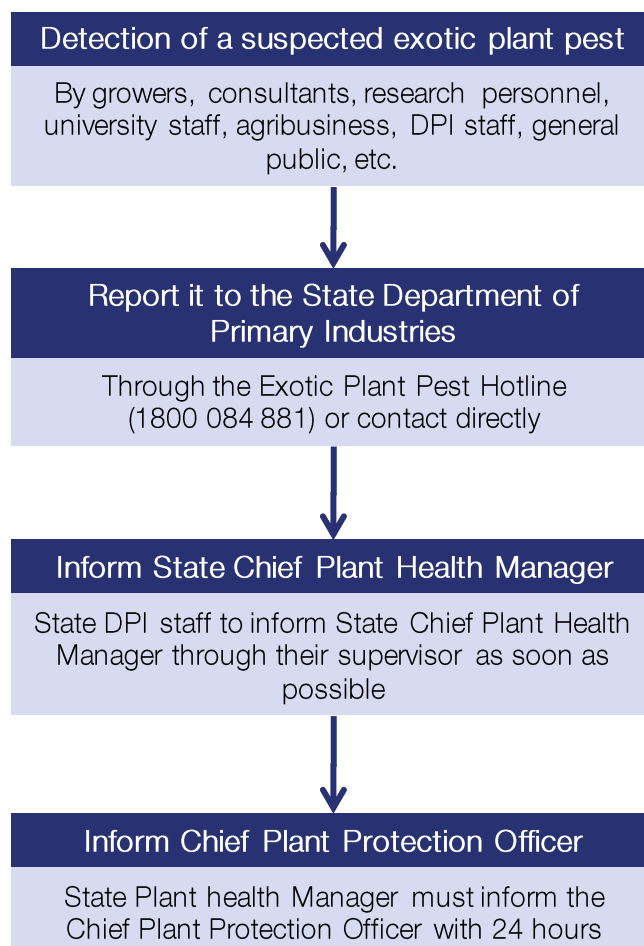 Detection of a suspected exotic plant pest
By growers, consultants, research personnel,
university staff, agribusiness, DPI staff, general
public, etc.
Report it to the State Department of
Primary Industries
Through the Exotic Plant Pest Hotline
(1800 084 881) or contact directly
Inform State Chief Plant Health Manager
State DPI staff to inform State Chief Plant Health
Manager through their supervisor as soon as
possible
Inform Chief Plant Protection Officer
State Plant health Manager must inform the
Chief Plant Protection Officer with 24 hours